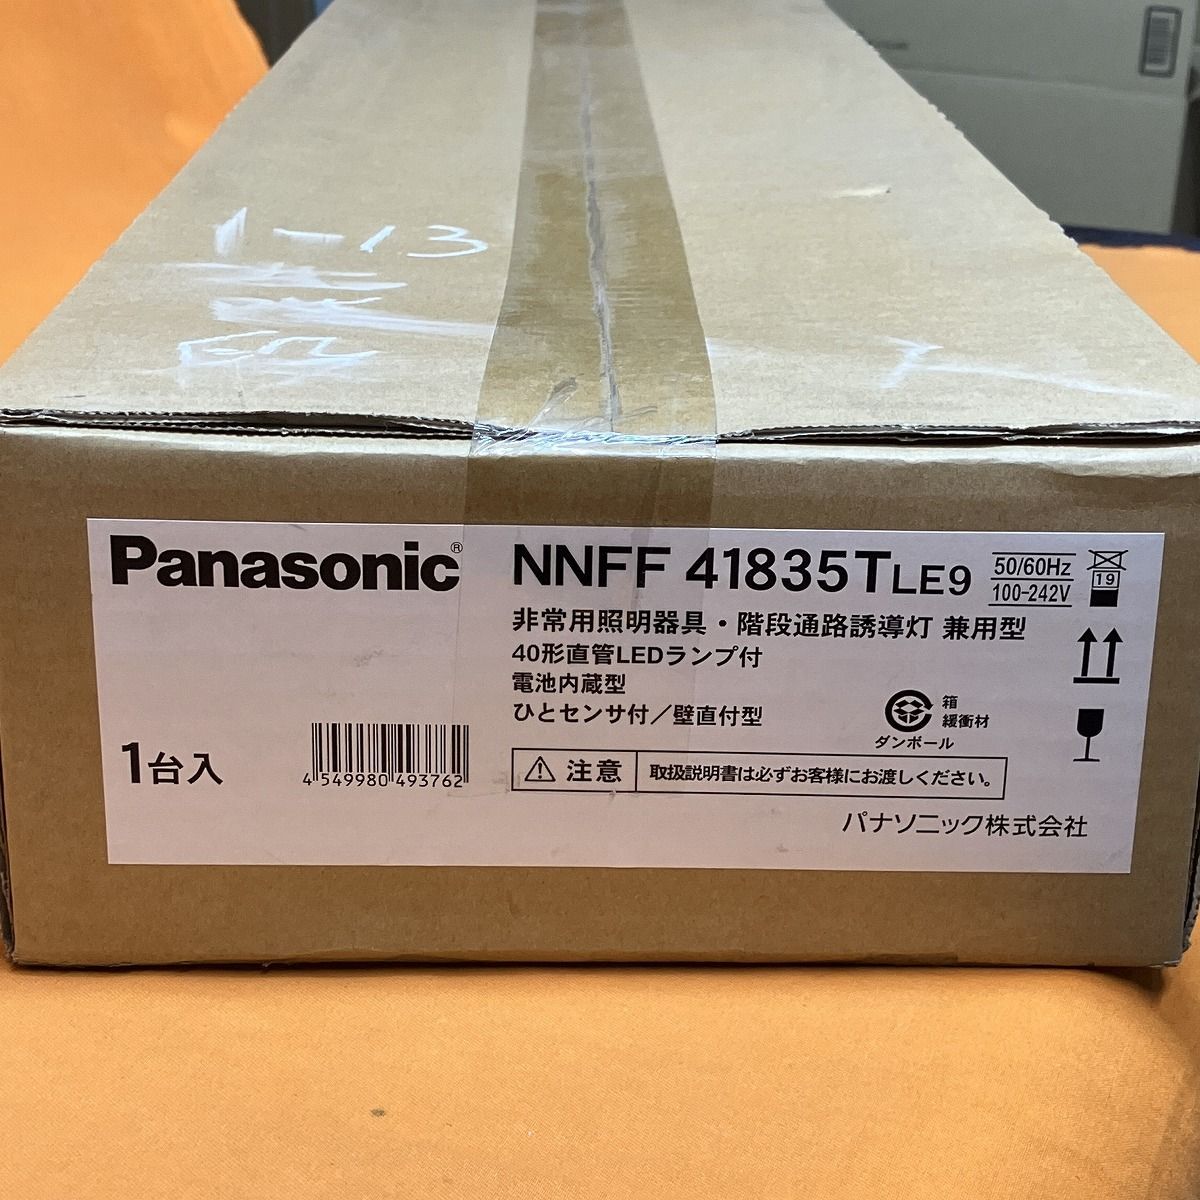 1-13
Panasonic®
NNFF 41835TLE9
50/60Hz
100-242V
19
非常用照明器具・階段通路誘導灯 兼用型
40形直管LEDランプ付
電池内蔵型
ひとセンサ付/壁直付型
箱
緩衝材
ダンボール
1台入
4 549980 493762
注意
取扱説明書は必ずお客様にお渡しください。
パナソニック株式会社